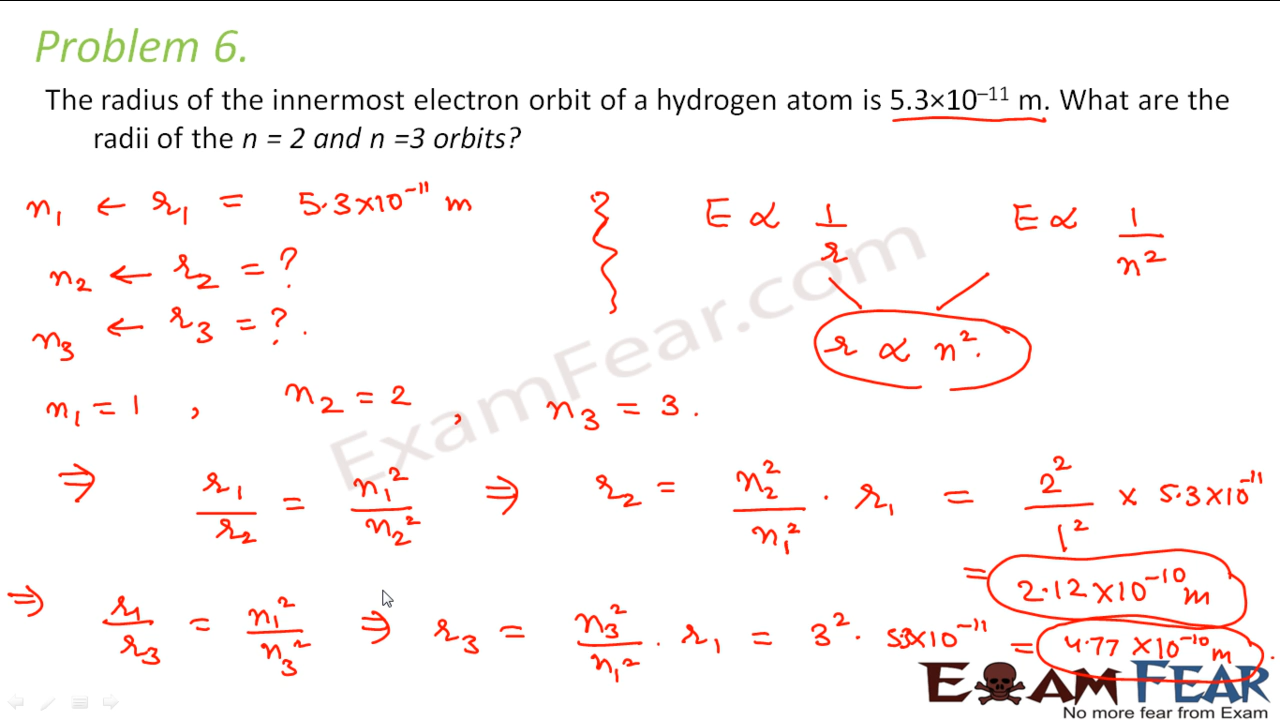 Problem 6.
The radius of the innermost electron orbit of a hydrogen atom is 5.3×10⁻¹¹ m. What are the
radii of the n = 2 and n =3 orbits?
n₁ ← r₁ = 5.3×10⁻¹¹ m
n₂ ← r₂ = ?
n₃ ← r₃ = ?.
E ∝ 1/r E ∝ 1/n²
r ∝ n².
n₁ = 1 , n₂ = 2 , n₃ = 3 .
⇒ r₁/r₂ = n₁²/n₂² ⇒ r₂ = n₂²/n₁² . r₁ = 2²/1² × 5.3×10⁻¹¹
= 2.12×10⁻¹⁰ m
⇒ r₁/r₃ = n₁²/n₃² ⇒ r₃ = n₃²/n₁² . r₁ = 3² . 53×10⁻¹¹ = 4.77 ×10⁻¹⁰ m .
ExamFear.com
EXAM FEAR
No more fear from Exam